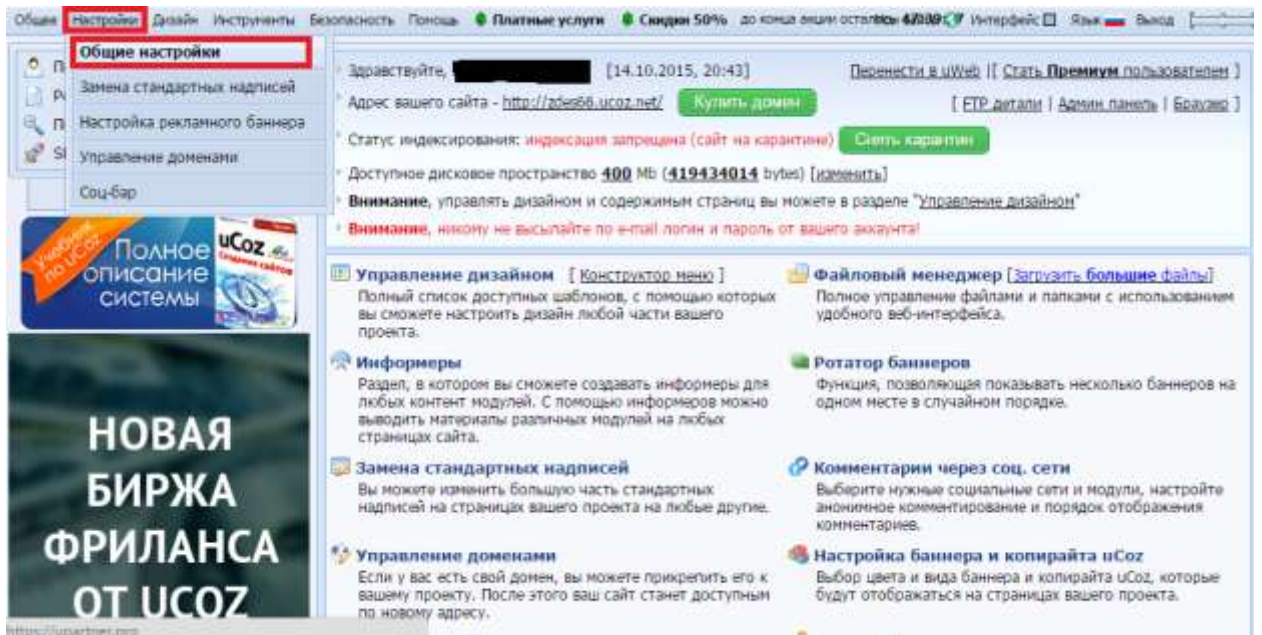 Общее Настройки Дизайн Инструменты Безопасность Помощь Платные услуги Скидки 50% до конца акции осталось Интерфейс Язык Выход
Общие настройки
Замена стандартных надписей
Настройка рекламного баннера
Управление доменами
Соц-бар
Здравствуйте, [14.10.2015, 20:43] Перенести в uWeb |[ Стать Премиум пользователем ]
Адрес вашего сайта - http://zdes66.ucoz.net/ Купить домен [ FTP детали | Админ панель | Браузер ]
Статус индексирования: индексация запрещена (сайт на карантине) Снять карантин
Доступное дисковое пространство 400 Mb (419434014 bytes) [изменить]
Внимание, управлять дизайном и содержимым страниц вы можете в разделе "Управление дизайном"
Внимание, никому не высылайте по e-mail логин и пароль от вашего аккаунта!
Учебник по uCoz
Полное
описание
системы
uCoz
Создание сайтов
НОВАЯ
БИРЖА
ФРИЛАНСА
ОТ UCOZ
https://upartner.pro
Управление дизайном [ Конструктор меню ]
Полный список доступных шаблонов, с помощью которых
вы сможете настроить дизайн любой части вашего
проекта.
Информеры
Раздел, в котором вы сможете создавать информеры для
любых контент модулей. С помощью информеров можно
выводить материалы различных модулей на любых
страницах сайта.
Замена стандартных надписей
Вы можете изменить большую часть стандартных
надписей на страницах вашего проекта на любые другие.
Управление доменами
Если у вас есть свой домен, вы можете прикрепить его к
вашему проекту. После этого ваш сайт станет доступным
по новому адресу.
Файловый менеджер [Загрузить большие файлы]
Полное управление файлами и папками с использованием
удобного веб-интерфейса.
Ротатор баннеров
Функция, позволяющая показывать несколько баннеров на
одном месте в случайном порядке.
Комментарии через соц. сети
Выберите нужные социальные сети и модули, настройте
анонимное комментирование и порядок отображения
комментариев.
Настройка баннера и копирайта uCoz
Выбор цвета и вида баннера и копирайта uCoz, которые
будут отображаться на страницах вашего проекта.